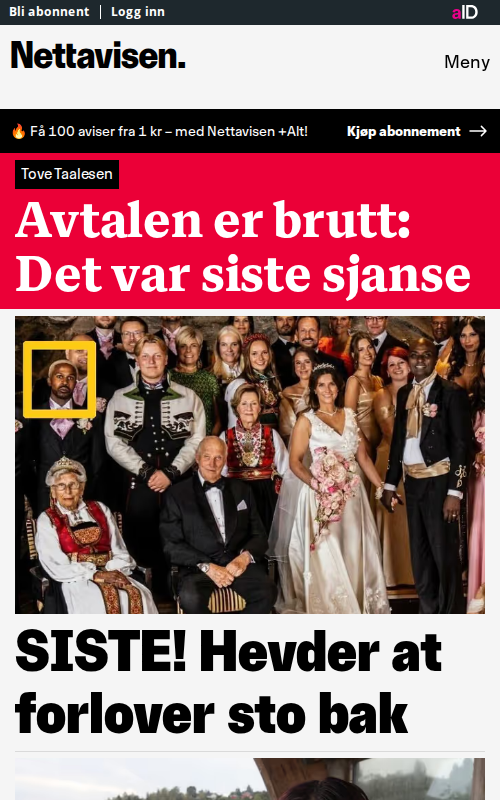 Bli abonnent | Logg inn
aID
Nettavisen.
Meny
🔥 Få 100 aviser fra 1 kr – med Nettavisen +Alt!
Kjøp abonnement →
Tove Taalesen
Avtalen er brutt:
Det var siste sjanse
SISTE! Hevder at
forlover sto bak